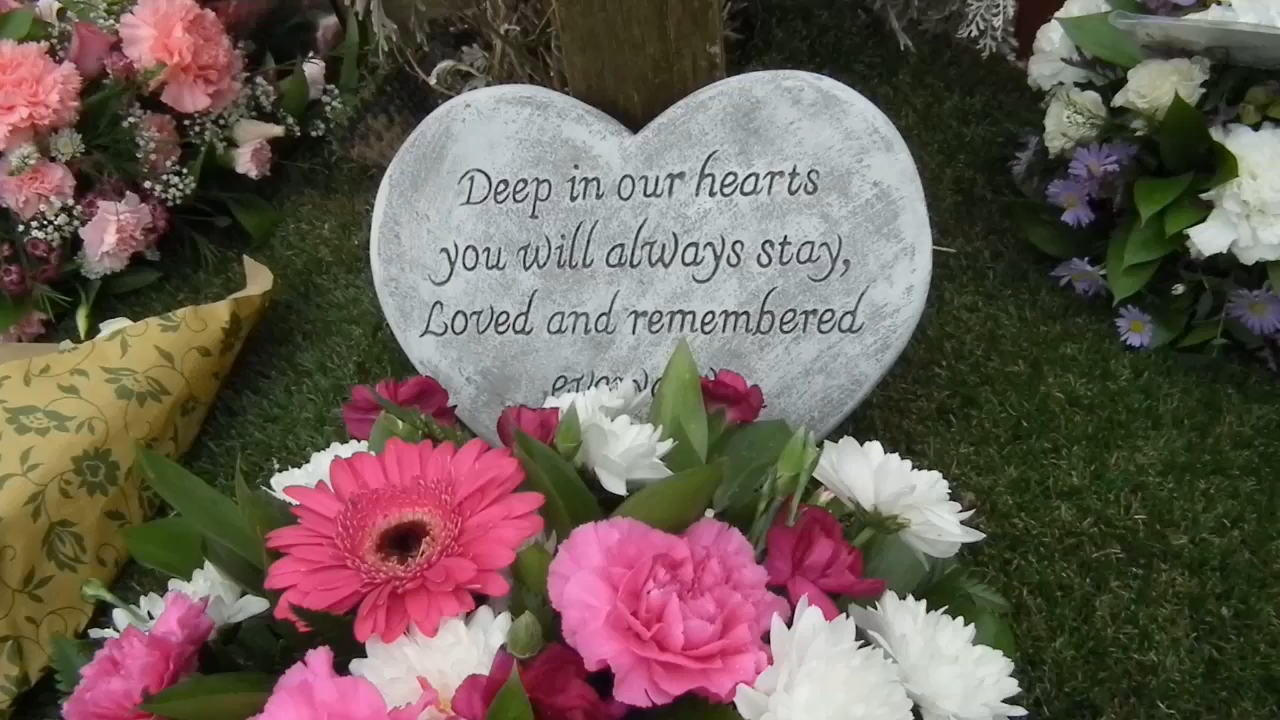 Deep in our hearts
you will always stay,
Loved and remembered